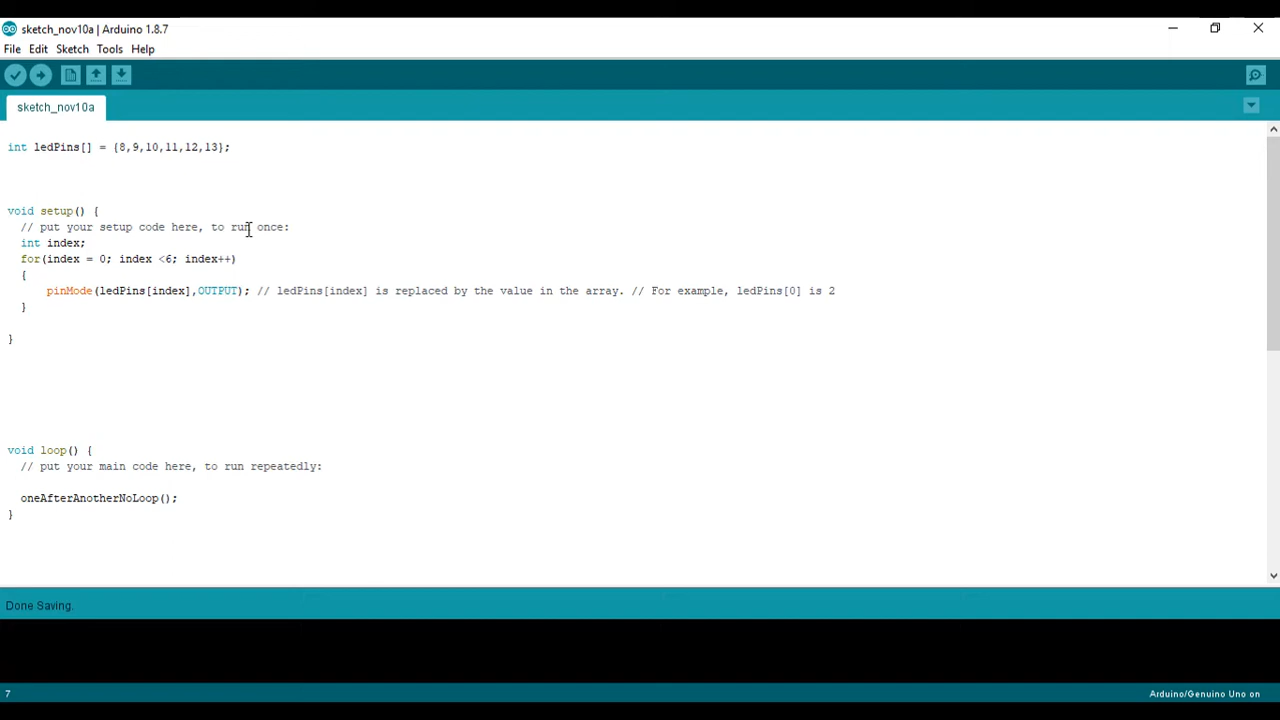 sketch_nov10a | Arduino 1.8.7
File Edit Sketch Tools Help
sketch_nov10a
int ledPins[] = {8,9,10,11,12,13};
void setup() {
// put your setup code here, to run once:
int index;
for(index = 0; index <6; index++)
{
pinMode(ledPins[index],OUTPUT); // ledPins[index] is replaced by the value in the array. // For example, ledPins[0] is 2
}
}
void loop() {
// put your main code here, to run repeatedly:
oneAfterAnotherNoLoop();
}
Done Saving.
7 Arduino/Genuino Uno on